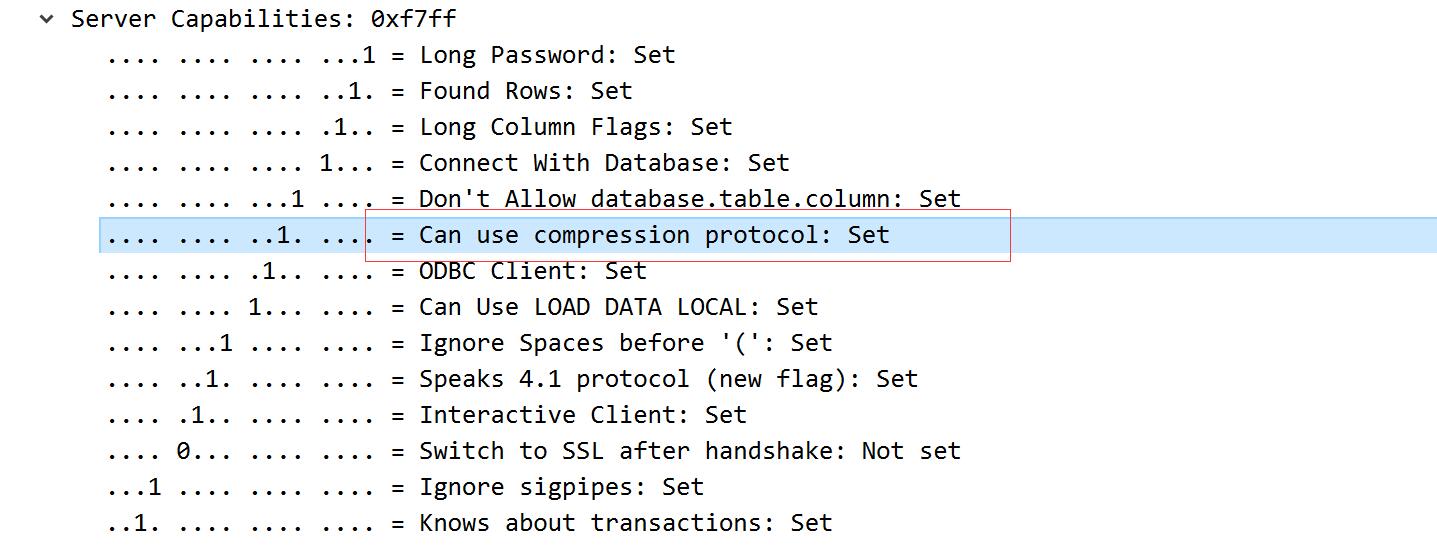 Server Capabilities: 0xf7ff
.... .... .... ...1 = Long Password: Set
.... .... .... ..1. = Found Rows: Set
.... .... .... .1.. = Long Column Flags: Set
.... .... .... 1... = Connect With Database: Set
.... .... ...1 .... = Don't Allow database.table.column: Set
.... .... ..1. .... = Can use compression protocol: Set
.... .... .1.. .... = ODBC Client: Set
.... .... 1... .... = Can Use LOAD DATA LOCAL: Set
.... ...1 .... .... = Ignore Spaces before '(': Set
.... ..1. .... .... = Speaks 4.1 protocol (new flag): Set
.... .1.. .... .... = Interactive Client: Set
.... 0... .... .... = Switch to SSL after handshake: Not set
...1 .... .... .... = Ignore sigpipes: Set
..1. .... .... .... = Knows about transactions: Set